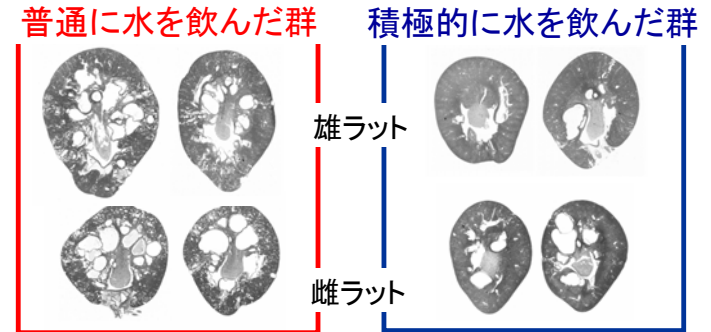 普通に水を飲んだ群
積極的に水を飲んだ群
雄ラット
雌ラット